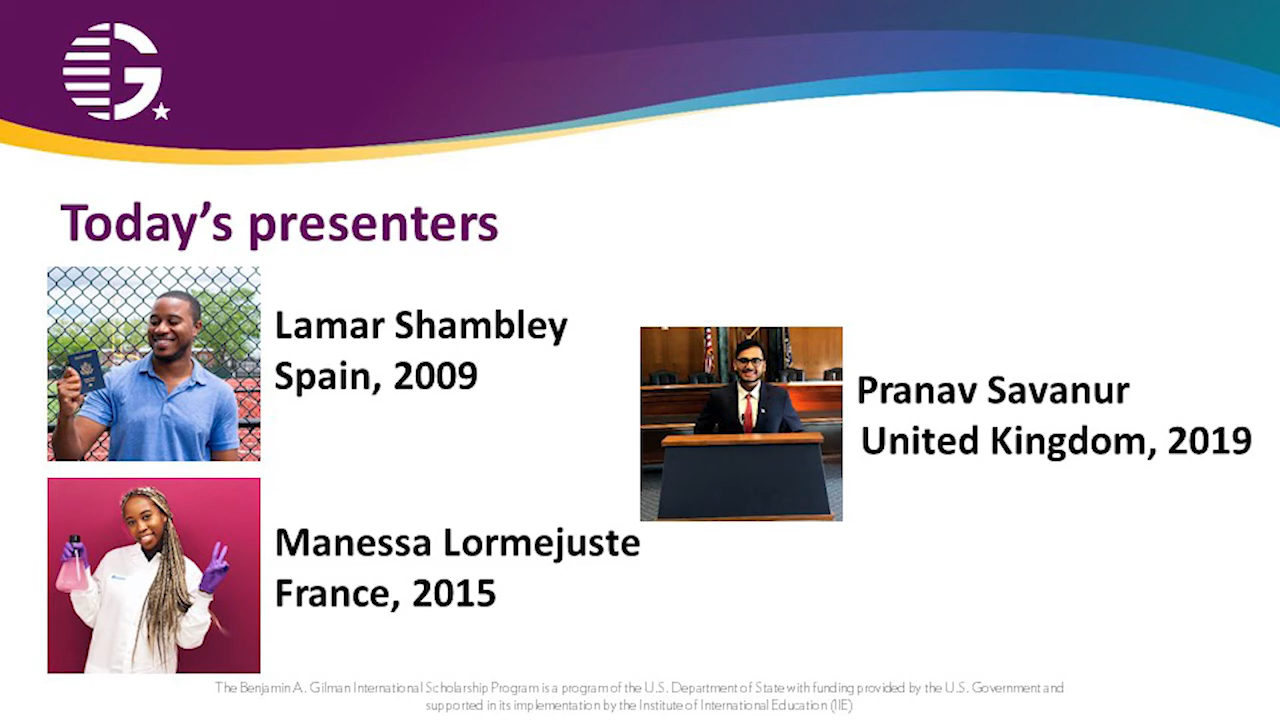 Today's presenters
Lamar Shambley
Spain, 2009
Manessa Lormejuste
France, 2015
Pranav Savanur
United Kingdom, 2019
The Benjamin A. Gilman International Scholarship Program is a program of the U.S. Department of State with funding provided by the U.S. Government and
supported in its implementation by the Institute of International Education (IIE)